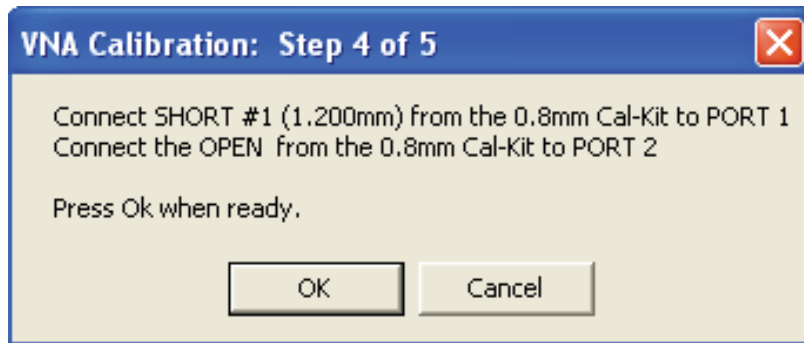 VNA Calibration: Step 4 of 5
Connect SHORT #1 (1.200mm) from the 0.8mm Cal-Kit to PORT 1
Connect the OPEN from the 0.8mm Cal-Kit to PORT 2
Press Ok when ready.
OK
Cancel